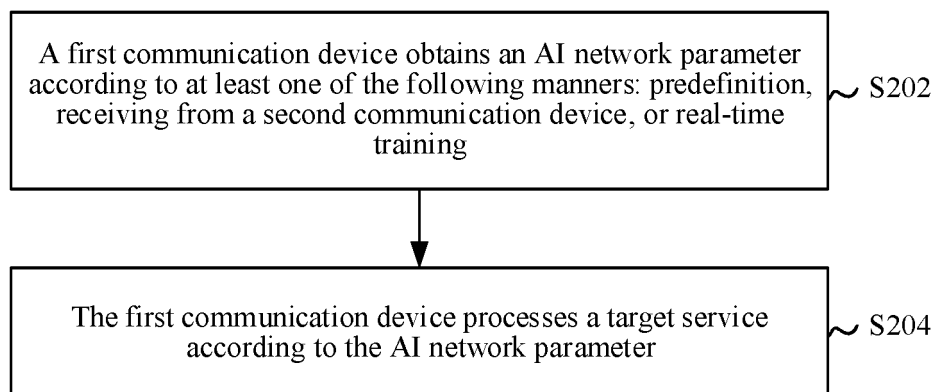 A first communication device obtains an AI network parameter
according to at least one of the following manners: predefinition,
receiving from a second communication device, or real-time
training
S202
The first communication device processes a target service
according to the AI network parameter
S204